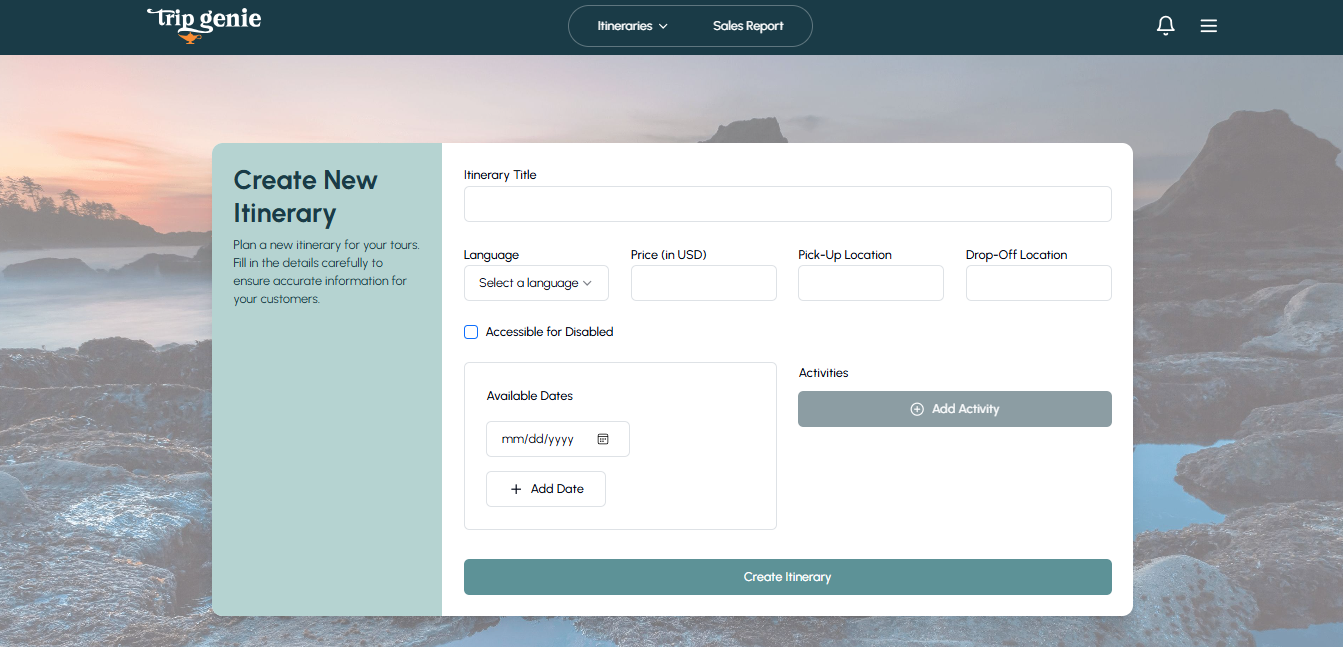 trip genie
Itineraries
Sales Report
Create New
Itinerary
Plan a new itinerary for your tours.
Fill in the details carefully to
ensure accurate information for
your customers.
Itinerary Title
Language
Price (in USD)
Pick-Up Location
Drop-Off Location
Select a language
Accessible for Disabled
Available Dates
mm/dd/yyyy
Add Date
Activities
Add Activity
Create Itinerary